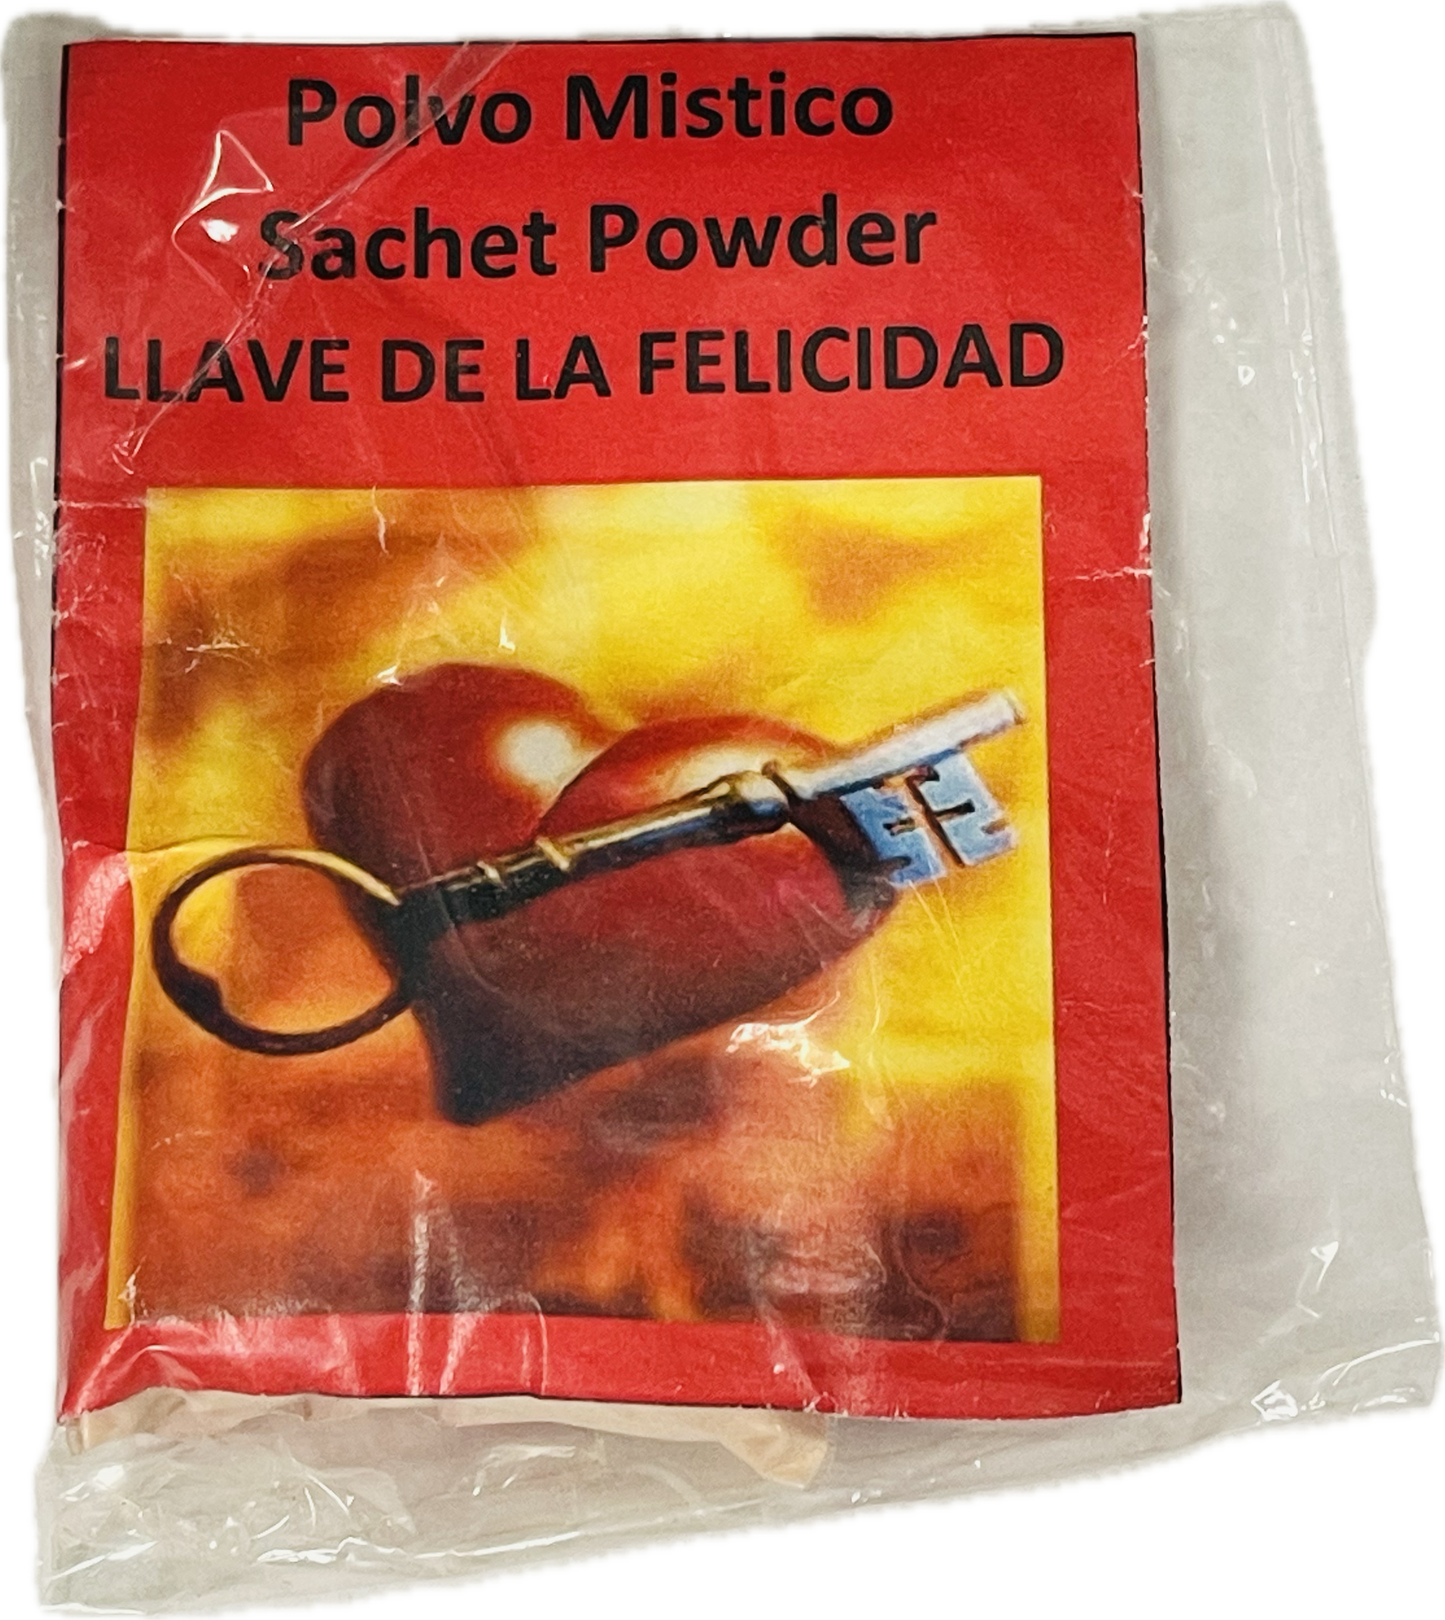 Polvo Mistico
Sachet Powder
LLAVE DE LA FELICIDAD